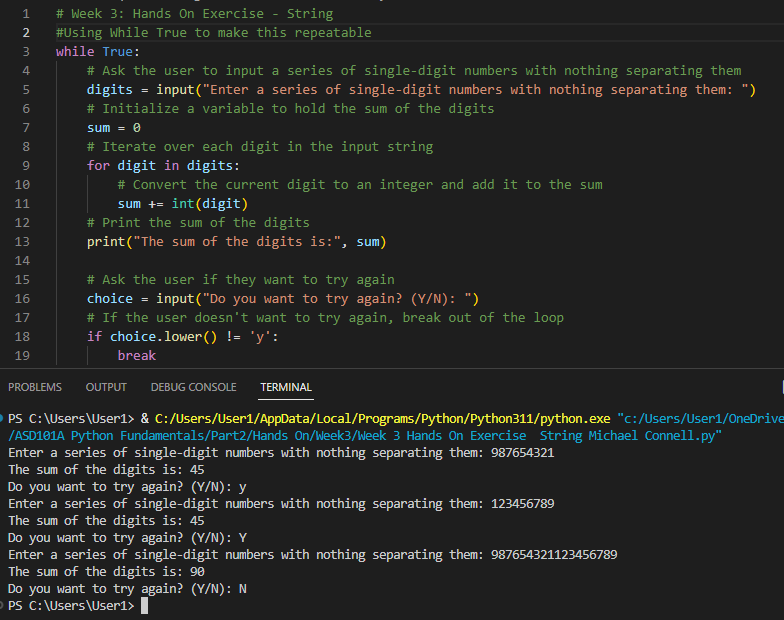 1 # Week 3: Hands On Exercise - String
2 #Using While True to make this repeatable
3 while True:
4     # Ask the user to input a series of single-digit numbers with nothing separating them
5     digits = input("Enter a series of single-digit numbers with nothing separating them: ")
6     # Initialize a variable to hold the sum of the digits
7     sum = 0
8     # Iterate over each digit in the input string
9     for digit in digits:
10         # Convert the current digit to an integer and add it to the sum
11         sum += int(digit)
12     # Print the sum of the digits
13     print("The sum of the digits is:", sum)
14
15     # Ask the user if they want to try again
16     choice = input("Do you want to try again? (Y/N): ")
17     # If the user doesn't want to try again, break out of the loop
18     if choice.lower() != 'y':
19         break
PROBLEMS OUTPUT DEBUG CONSOLE TERMINAL
PS C:\Users\User1> & C:/Users/User1/AppData/Local/Programs/Python/Python311/python.exe "c:/Users/User1/OneDrive
/ASD101A Python Fundamentals/Part2/Hands On/Week3/Week 3 Hands On Exercise  String Michael Connell.py"
Enter a series of single-digit numbers with nothing separating them: 987654321
The sum of the digits is: 45
Do you want to try again? (Y/N): y
Enter a series of single-digit numbers with nothing separating them: 123456789
The sum of the digits is: 45
Do you want to try again? (Y/N): Y
Enter a series of single-digit numbers with nothing separating them: 987654321123456789
The sum of the digits is: 90
Do you want to try again? (Y/N): N
PS C:\Users\User1>